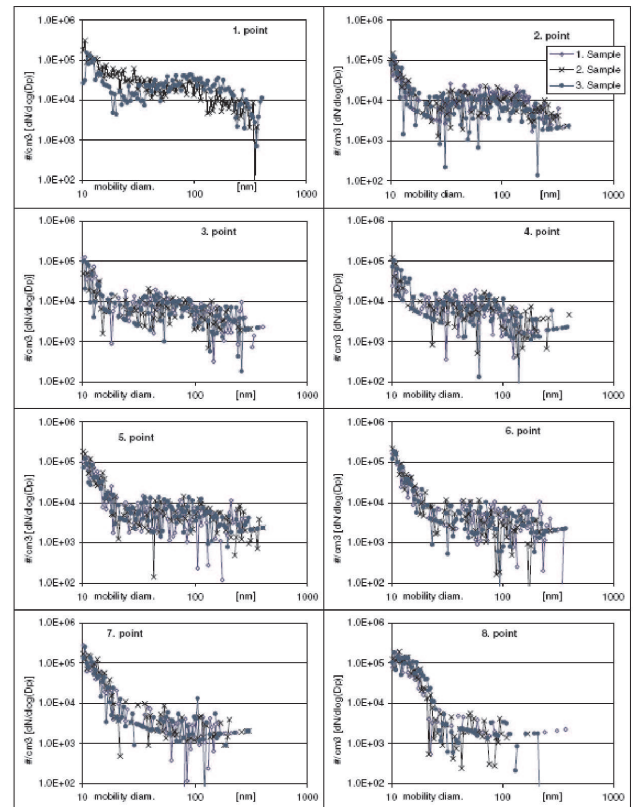 1. point
#/cm3 [dN/dlog(Dp)]
1.0E+06
1.0E+05
1.0E+04
1.0E+03
1.0E+02
10 mobility diam. 100 [nm] 1000
2. point
1. Sample
2. Sample
3. Sample
#/cm3 [dN/dlog(Dp)]
1.0E+06
1.0E+05
1.0E+04
1.0E+03
1.0E+02
10 mobility diam. 100 [nm] 1000
3. point
#/cm3 [dN/dlog(Dp)]
1.0E+06
1.0E+05
1.0E+04
1.0E+03
1.0E+02
10 mobility diam. 100 [nm] 1000
4. point
#/cm3 [dN/dlog(Dp)]
1.0E+06
1.0E+05
1.0E+04
1.0E+03
1.0E+02
10 mobility diam. 100 [nm] 1000
5. point
#/cm3 [dN/dlog(Dp)]
1.0E+06
1.0E+05
1.0E+04
1.0E+03
1.0E+02
10 mobility diam. 100 [nm] 1000
6. point
#/cm3 [dN/dlog(Dp)]
1.0E+06
1.0E+05
1.0E+04
1.0E+03
1.0E+02
10 mobility diam. 100 [nm] 1000
7. point
#/cm3 [dN/dlog(Dp)]
1.0E+06
1.0E+05
1.0E+04
1.0E+03
1.0E+02
10 mobility diam. 100 [nm] 1000
8. point
#/cm3 [dN/dlog(Dp)]
1.0E+06
1.0E+05
1.0E+04
1.0E+03
1.0E+02
10 mobility diam. 100 [nm] 1000